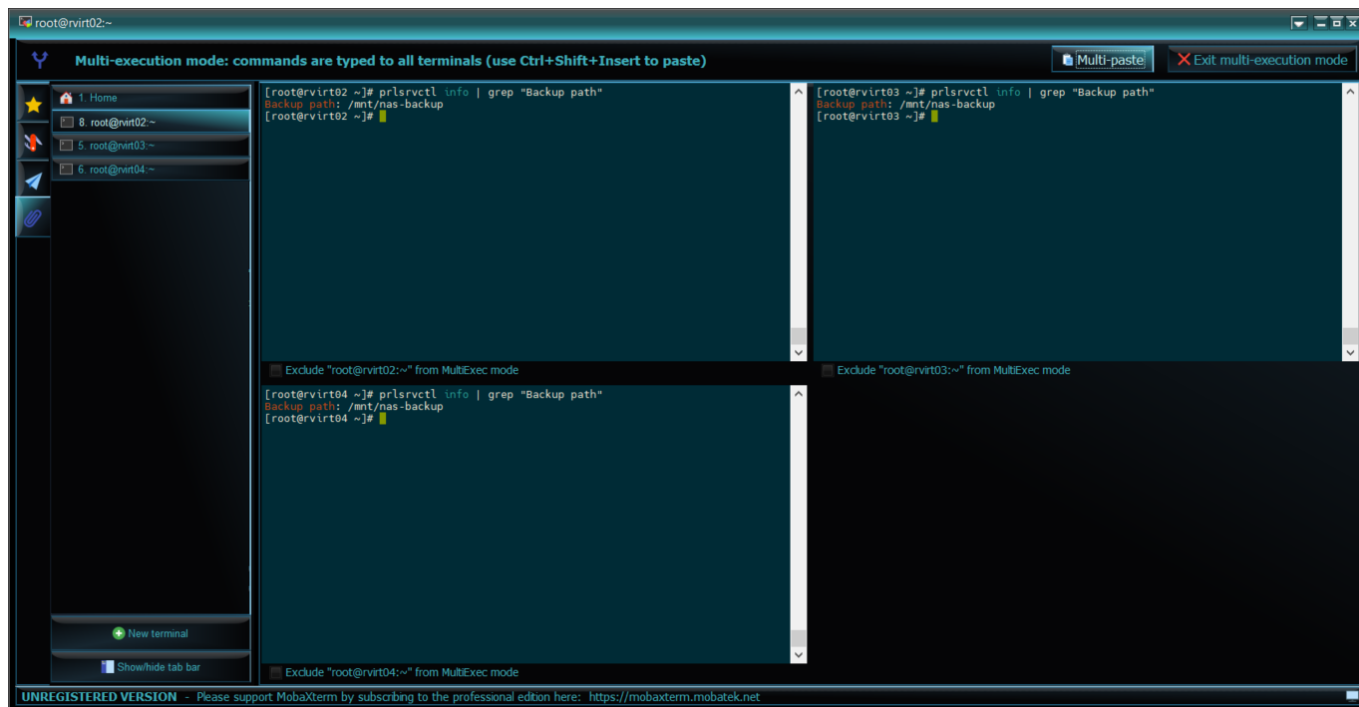 root@rvirt02:~
Multi-execution mode: commands are typed to all terminals (use Ctrl+Shift+Insert to paste)
Multi-paste
Exit multi-execution mode
1. Home
8. root@rvirt02:~
5. root@rvirt03:~
6. root@rvirt04:~
[root@rvirt02 ~]# prlsrvctl info | grep "Backup path"
Backup path: /mnt/nas-backup
[root@rvirt02 ~]#
Exclude "root@rvirt02:~" from MultiExec mode
[root@rvirt03 ~]# prlsrvctl info | grep "Backup path"
Backup path: /mnt/nas-backup
[root@rvirt03 ~]#
Exclude "root@rvirt03:~" from MultiExec mode
[root@rvirt04 ~]# prlsrvctl info | grep "Backup path"
Backup path: /mnt/nas-backup
[root@rvirt04 ~]#
Exclude "root@rvirt04:~" from MultiExec mode
New terminal
Show/hide tab bar
UNREGISTERED VERSION - Please support MobaXterm by subscribing to the professional edition here: https://mobaxterm.mobatek.net